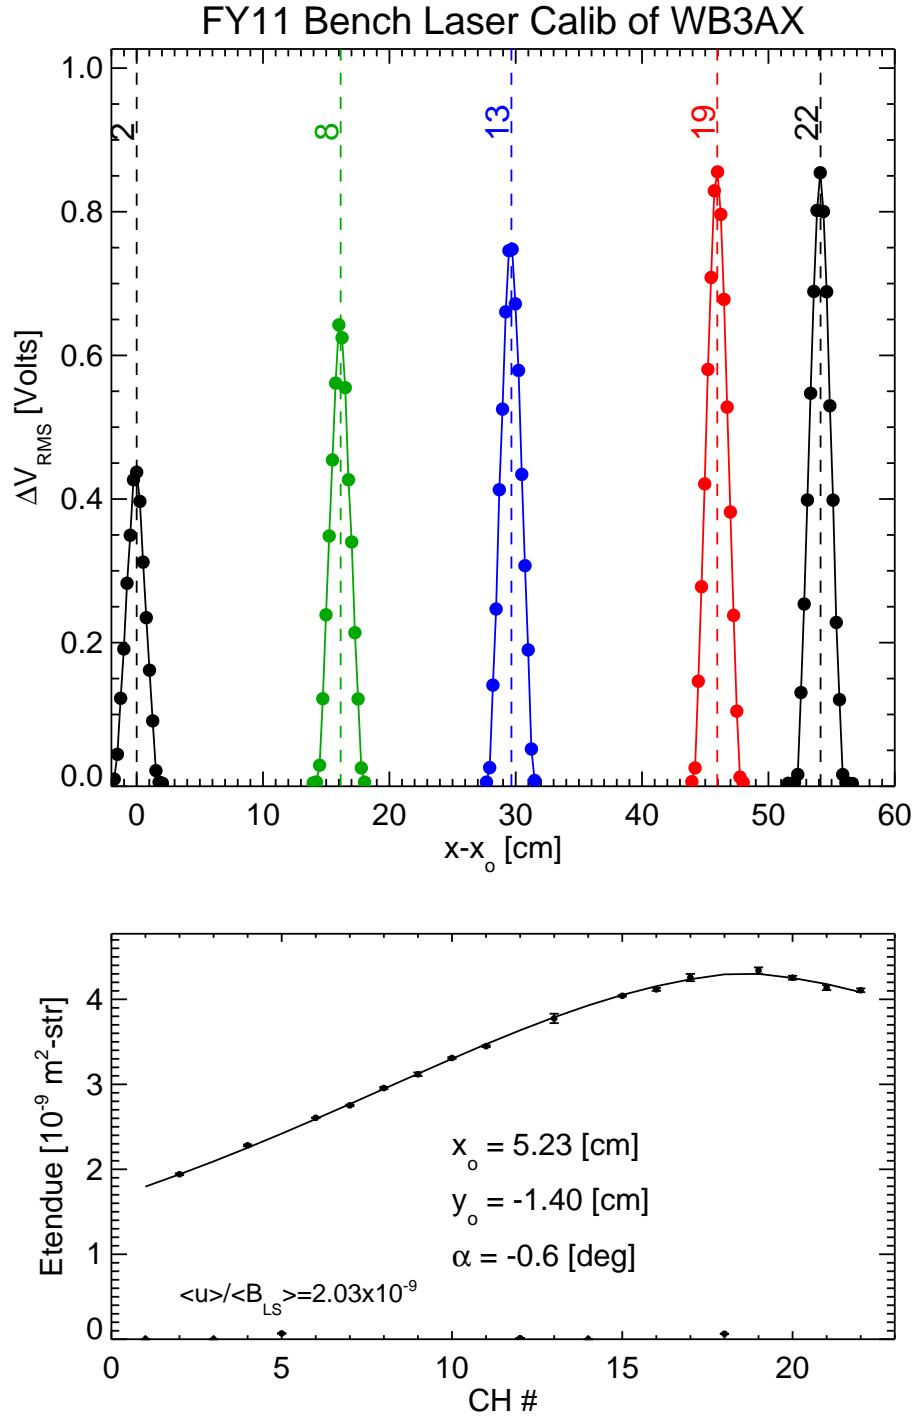 FY11 Bench Laser Calib of WB3AX
1.0
0.8
0.6
0.4
0.2
0.0
ΔV_RMS [Volts]
2
8
13
19
22
0 10 20 30 40 50 60
x-x_o [cm]
4
3
2
1
0
Etendue [10^-9 m^2-str]
x_o = 5.23 [cm]
y_o = -1.40 [cm]
α = -0.6 [deg]
<u>/<B_LS>=2.03x10^-9
0 5 10 15 20
CH #